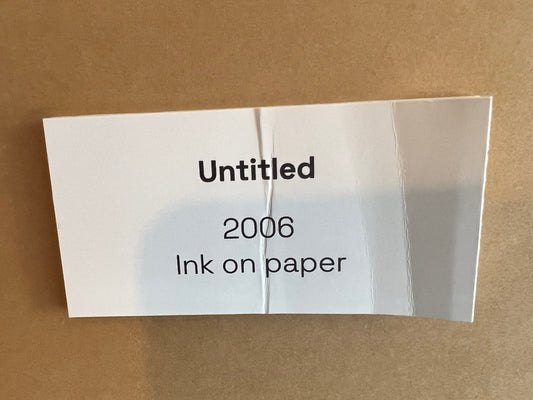 Untitled
2006
Ink on paper